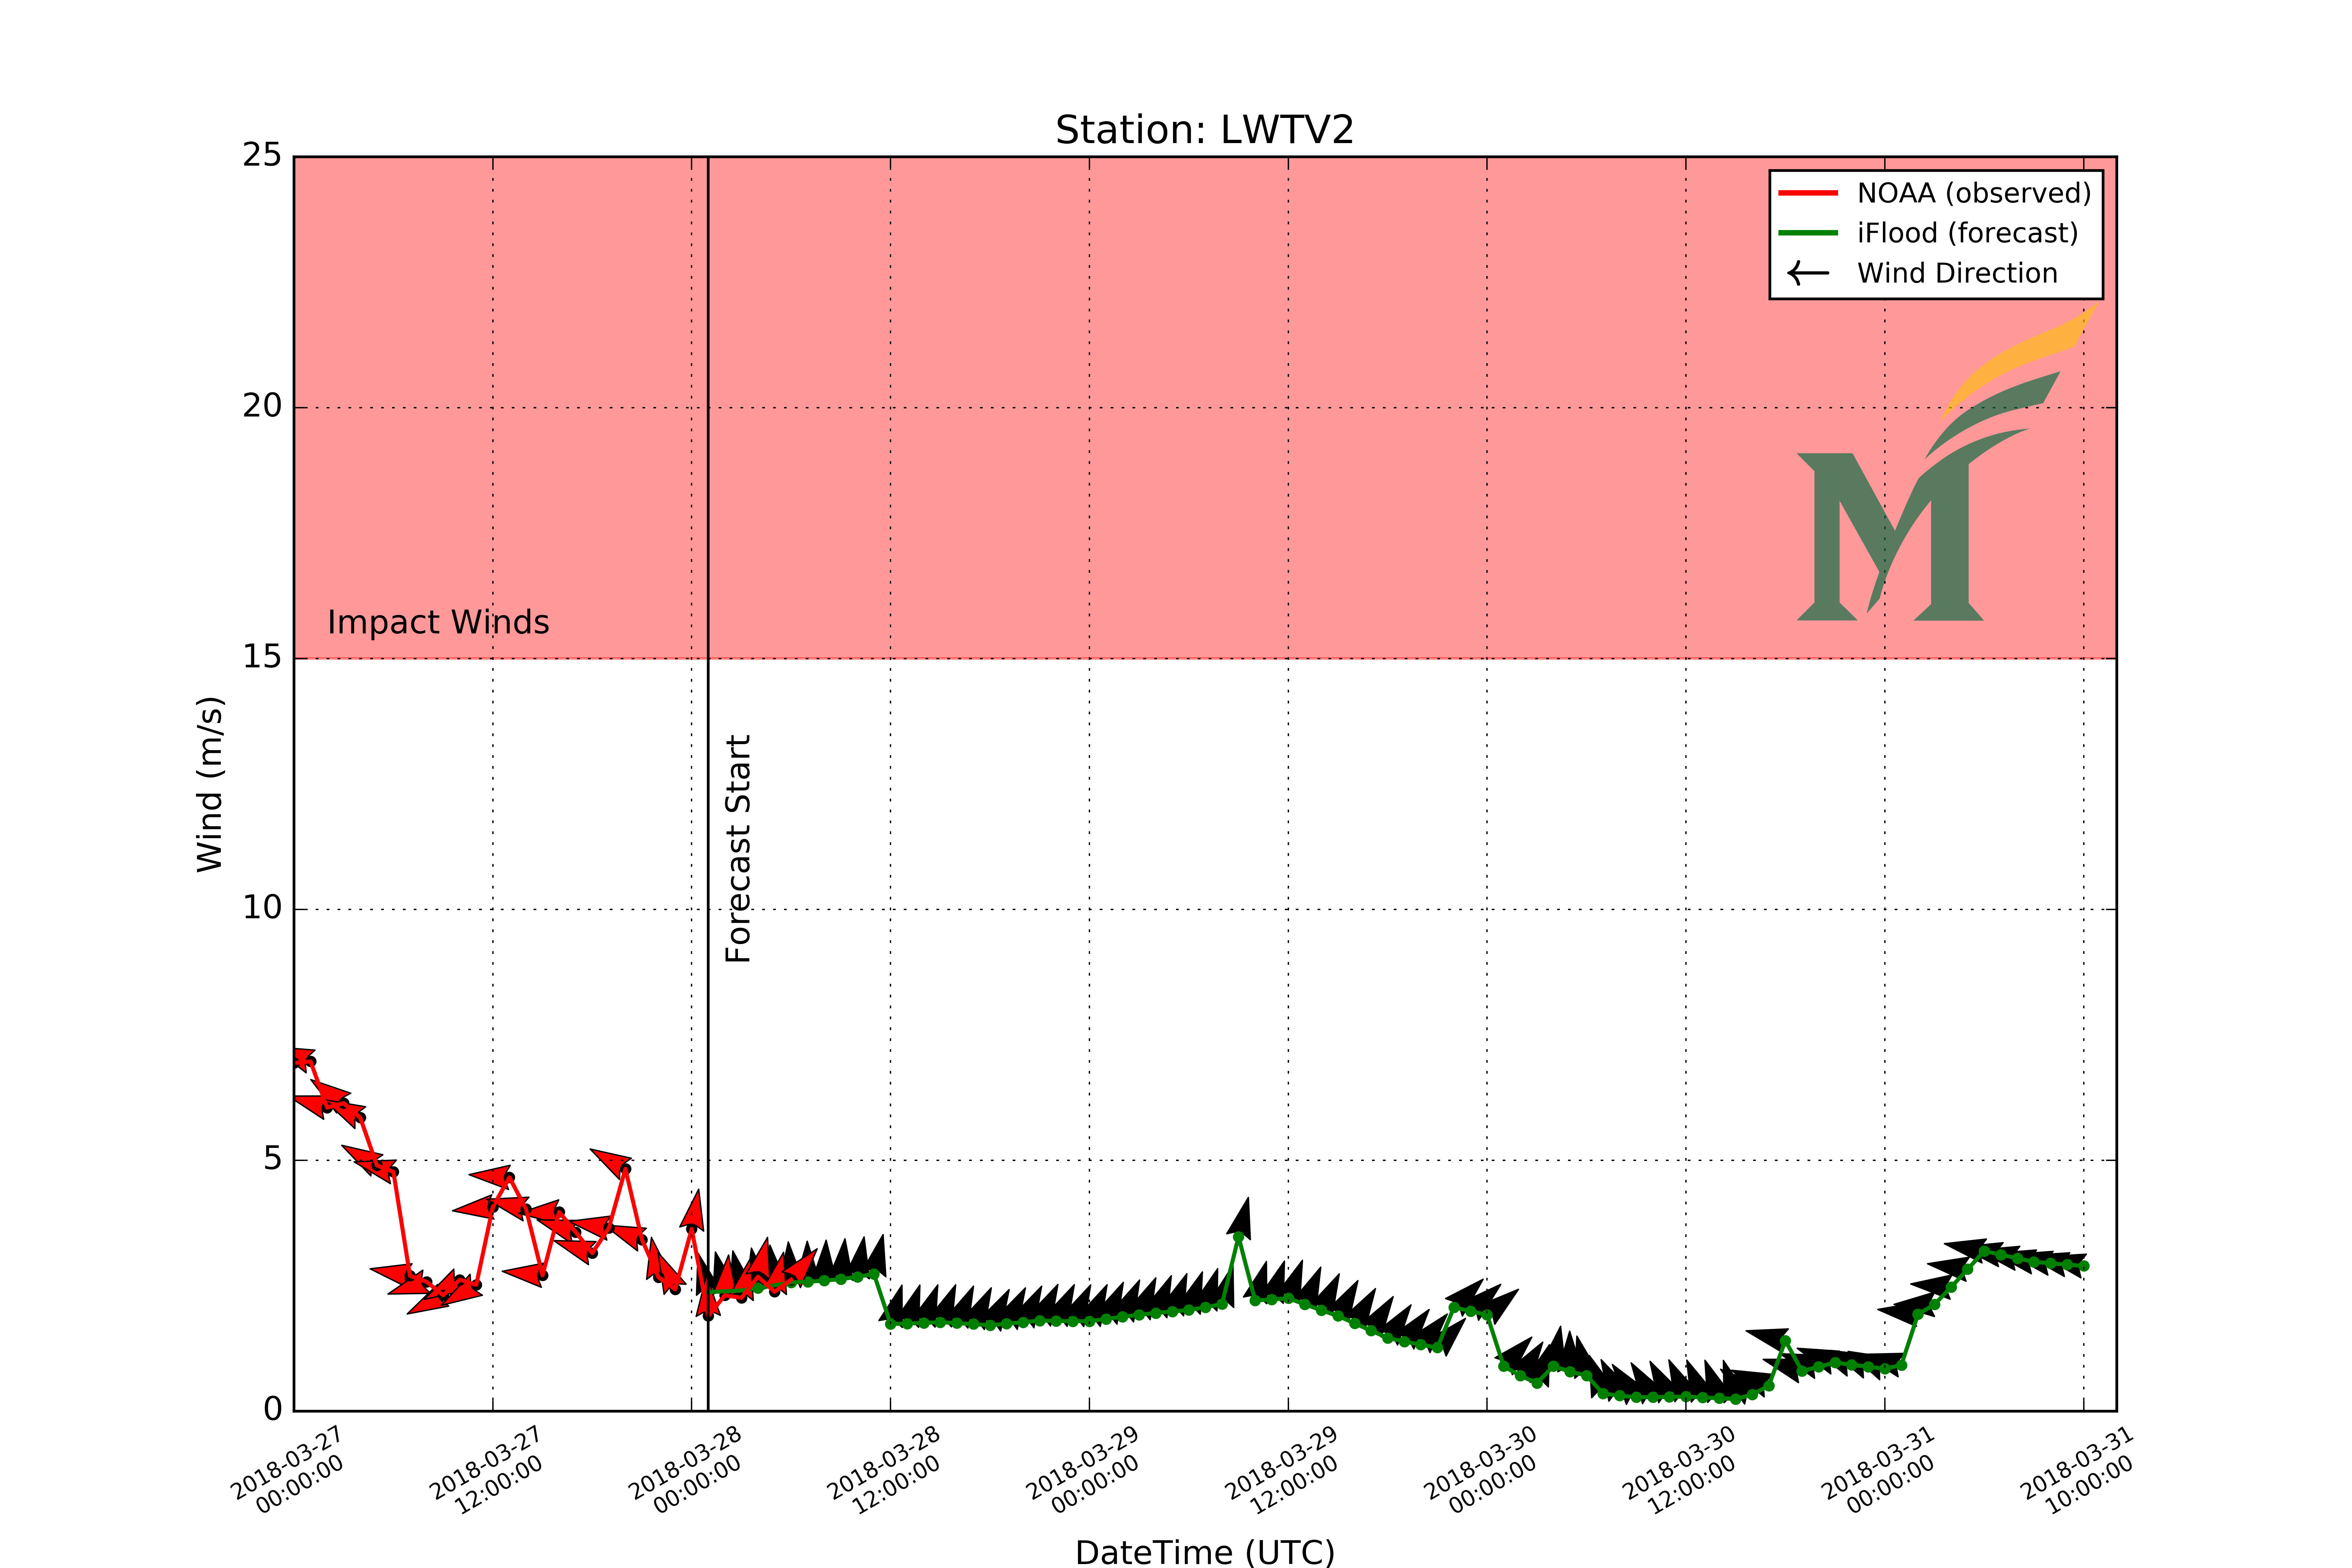 Station: LWTV2
25
20
15
10
5
0
Wind (m/s)
NOAA (observed)
iFlood (forecast)
Wind Direction
M
Impact Winds
Forecast Start
2018-03-27
00:00:00
2018-03-27
12:00:00
2018-03-28
00:00:00
2018-03-28
12:00:00
2018-03-29
00:00:00
2018-03-29
12:00:00
2018-03-30
00:00:00
2018-03-30
12:00:00
2018-03-31
00:00:00
2018-03-31
10:00:00
DateTime (UTC)